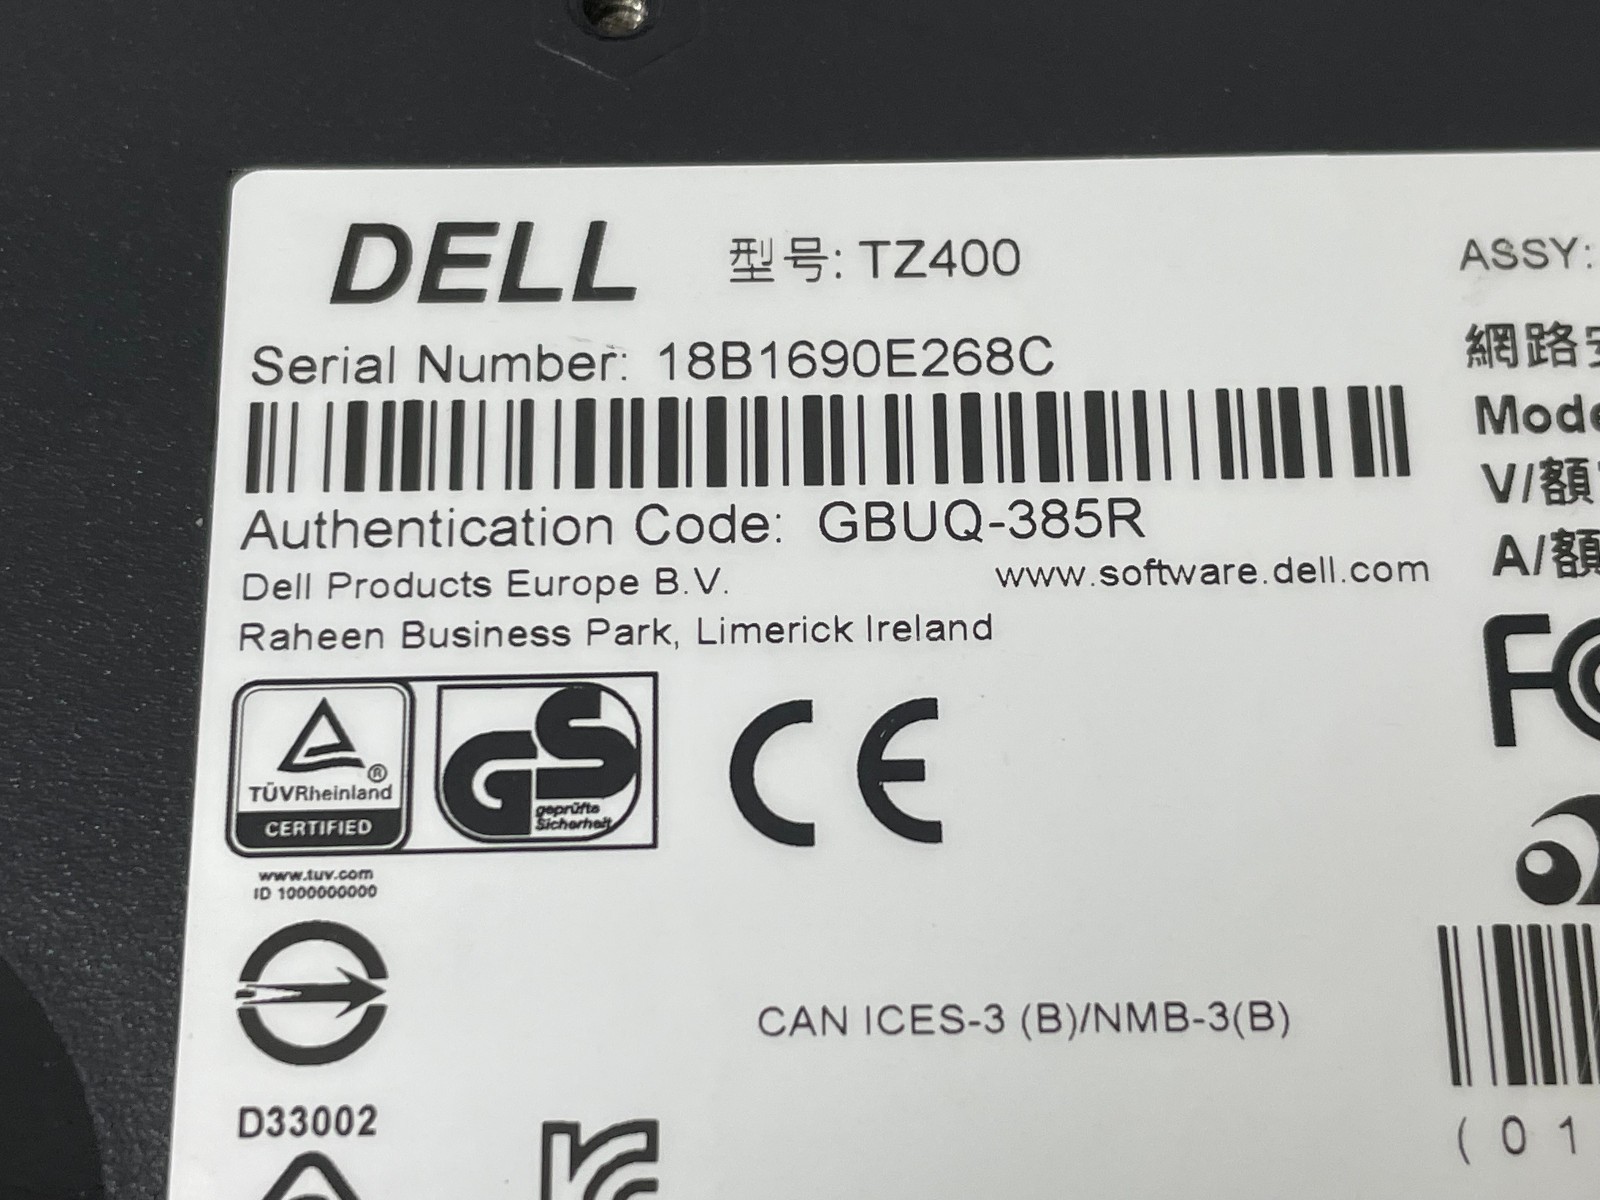 DELL 型号: TZ400
Serial Number: 18B1690E268C
Authentication Code: GBUQ-385R
Dell Products Europe B.V. www.software.dell.com
Raheen Business Park, Limerick Ireland
TÜVRheinland ®
CERTIFIED
GS
geprüfte
Sicherheit
CE
www.tuv.com
ID 1000000000
CAN ICES-3 (B)/NMB-3(B)
D33002
ASSY:
網路
V/額
A/額
FC
( 0 1